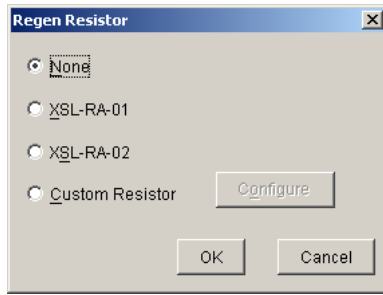 Regen Resistor
None
XSL-RA-01
XSL-RA-02
Custom Resistor Configure
OK Cancel